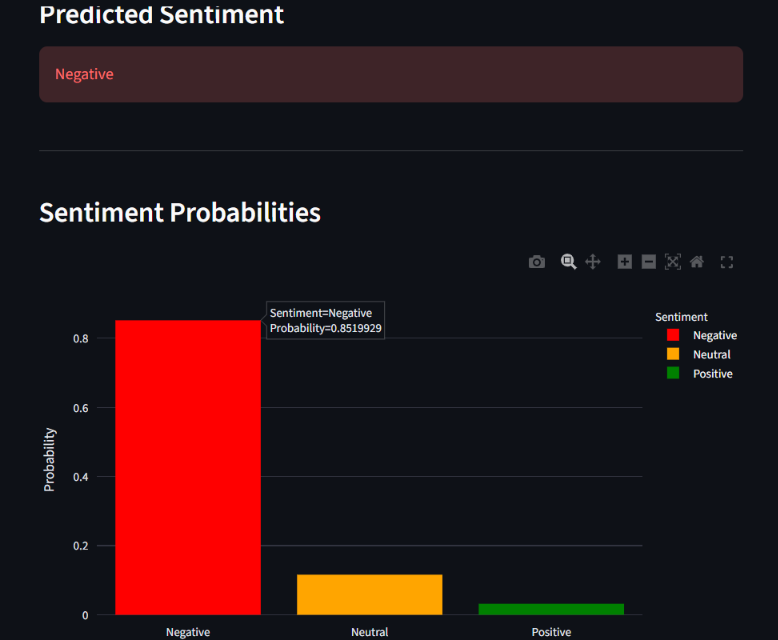 Predicted Sentiment
Negative
Sentiment Probabilities
Sentiment=Negative
Probability=0.8519929
Sentiment
Negative
Neutral
Positive
0.8
0.6
0.4
0.2
0
Probability
Negative
Neutral
Positive